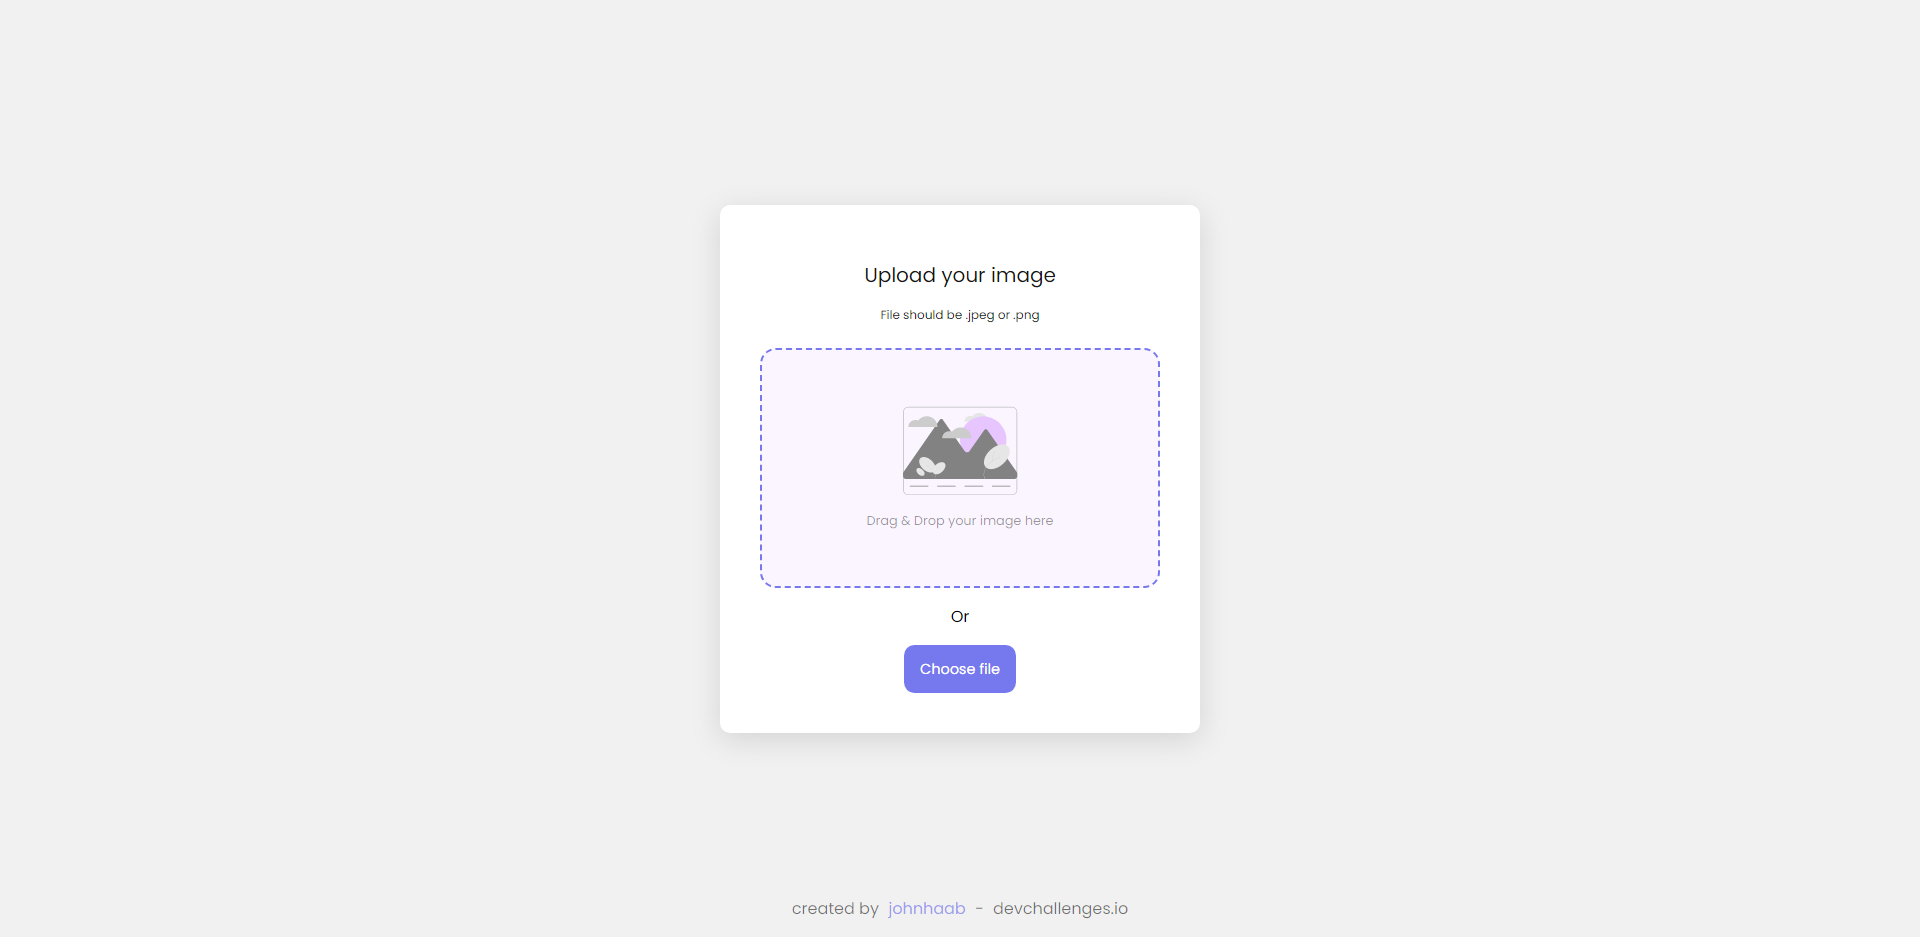 Upload your image
File should be .jpeg or .png
Drag & Drop your image here
Or
Choose file
created by johnhaab - devchallenges.io